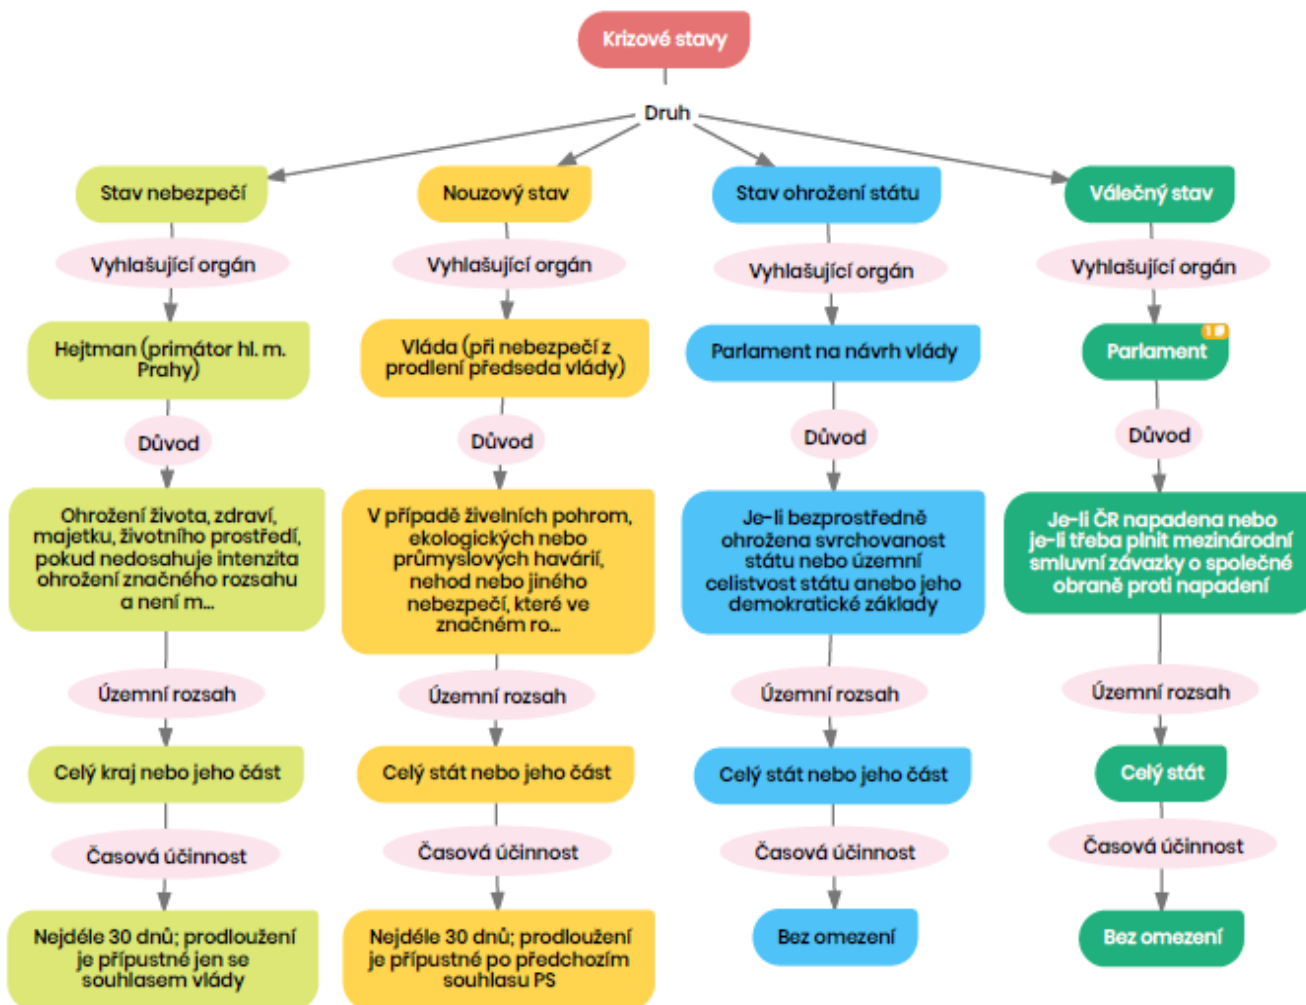 Krizové stavy
Druh
Stav nebezpečí
Nouzový stav
Stav ohrožení státu
Válečný stav
Vyhlašující orgán
Vyhlašující orgán
Vyhlašující orgán
Vyhlašující orgán
Hejtman (primátor hl. m.
Prahy)
Vláda (při nebezpečí z
prodlení předseda vlády)
Parlament na návrh vlády
Parlament
1
Důvod
Důvod
Důvod
Důvod
Ohrožení života, zdraví,
majetku, životního prostředí,
pokud nedosahuje intenzita
ohrožení značného rozsahu
a není m...
V případě živelních pohrom,
ekologických nebo
průmyslových havárií,
nehod nebo jiného
nebezpečí, které ve
značném ro...
Je-li bezprostředně
ohrožena svrchovanost
státu nebo územní
celistvost státu anebo jeho
demokratické základy
Je-li ČR napadena nebo
je-li třeba plnit mezinárodní
smluvní závazky o společné
obraně proti napadení
Územní rozsah
Územní rozsah
Územní rozsah
Územní rozsah
Celý kraj nebo jeho část
Celý stát nebo jeho část
Celý stát nebo jeho část
Celý stát
Časová účinnost
Časová účinnost
Časová účinnost
Časová účinnost
Nejdéle 30 dnů; prodloužení
je přípustné jen se
souhlasem vlády
Nejdéle 30 dnů; prodloužení
je přípustné po předchozím
souhlasu PS
Bez omezení
Bez omezení